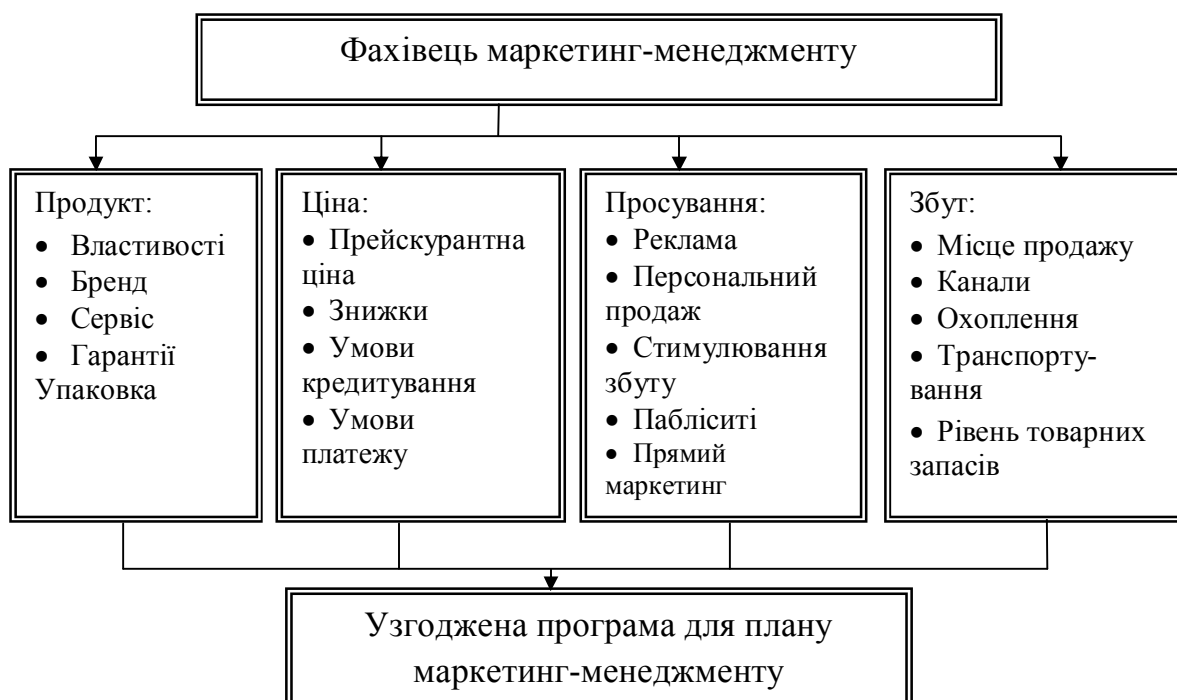 Фахівець маркетинг-менеджменту
Продукт:
• Властивості
• Бренд
• Сервіс
• Гарантії
Упаковка
Ціна:
• Прейскурантна
ціна
• Знижки
• Умови
кредитування
• Умови
платежу
Просування:
• Реклама
• Персональний
продаж
• Стимулювання
збуту
• Пабліситі
• Прямий
маркетинг
Збут:
• Місце продажу
• Канали
• Охоплення
• Транспорту-
вання
• Рівень товарних
запасів
Узгоджена програма для плану
маркетинг-менеджменту